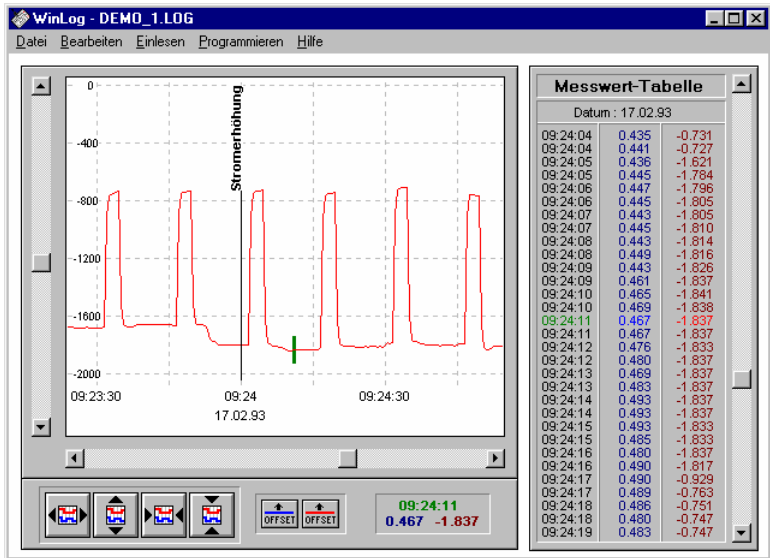 WinLog - DEMO_1.LOG
Datei Bearbeiten Einlesen Programmieren Hilfe
0
-400
-800
-1200
-1600
-2000
Stromerhöhung
09:23:30 09:24 09:24:30
17.02.93
OFFSET OFFSET
09:24:11
0.467 -1.837
Messwert-Tabelle
Datum : 17.02.93
09:24:04 0.435 -0.731
09:24:04 0.441 -0.727
09:24:05 0.436 -1.621
09:24:05 0.445 -1.784
09:24:06 0.447 -1.796
09:24:06 0.445 -1.805
09:24:07 0.443 -1.805
09:24:07 0.445 -1.810
09:24:08 0.443 -1.814
09:24:08 0.449 -1.816
09:24:09 0.443 -1.826
09:24:09 0.461 -1.837
09:24:10 0.465 -1.841
09:24:10 0.469 -1.838
09:24:11 0.467 -1.837
09:24:11 0.467 -1.837
09:24:12 0.476 -1.833
09:24:12 0.480 -1.837
09:24:13 0.469 -1.837
09:24:13 0.483 -1.837
09:24:14 0.493 -1.837
09:24:14 0.493 -1.837
09:24:15 0.493 -1.833
09:24:15 0.485 -1.833
09:24:16 0.480 -1.837
09:24:16 0.490 -1.817
09:24:17 0.490 -0.929
09:24:17 0.489 -0.763
09:24:18 0.486 -0.751
09:24:18 0.480 -0.747
09:24:19 0.483 -0.747